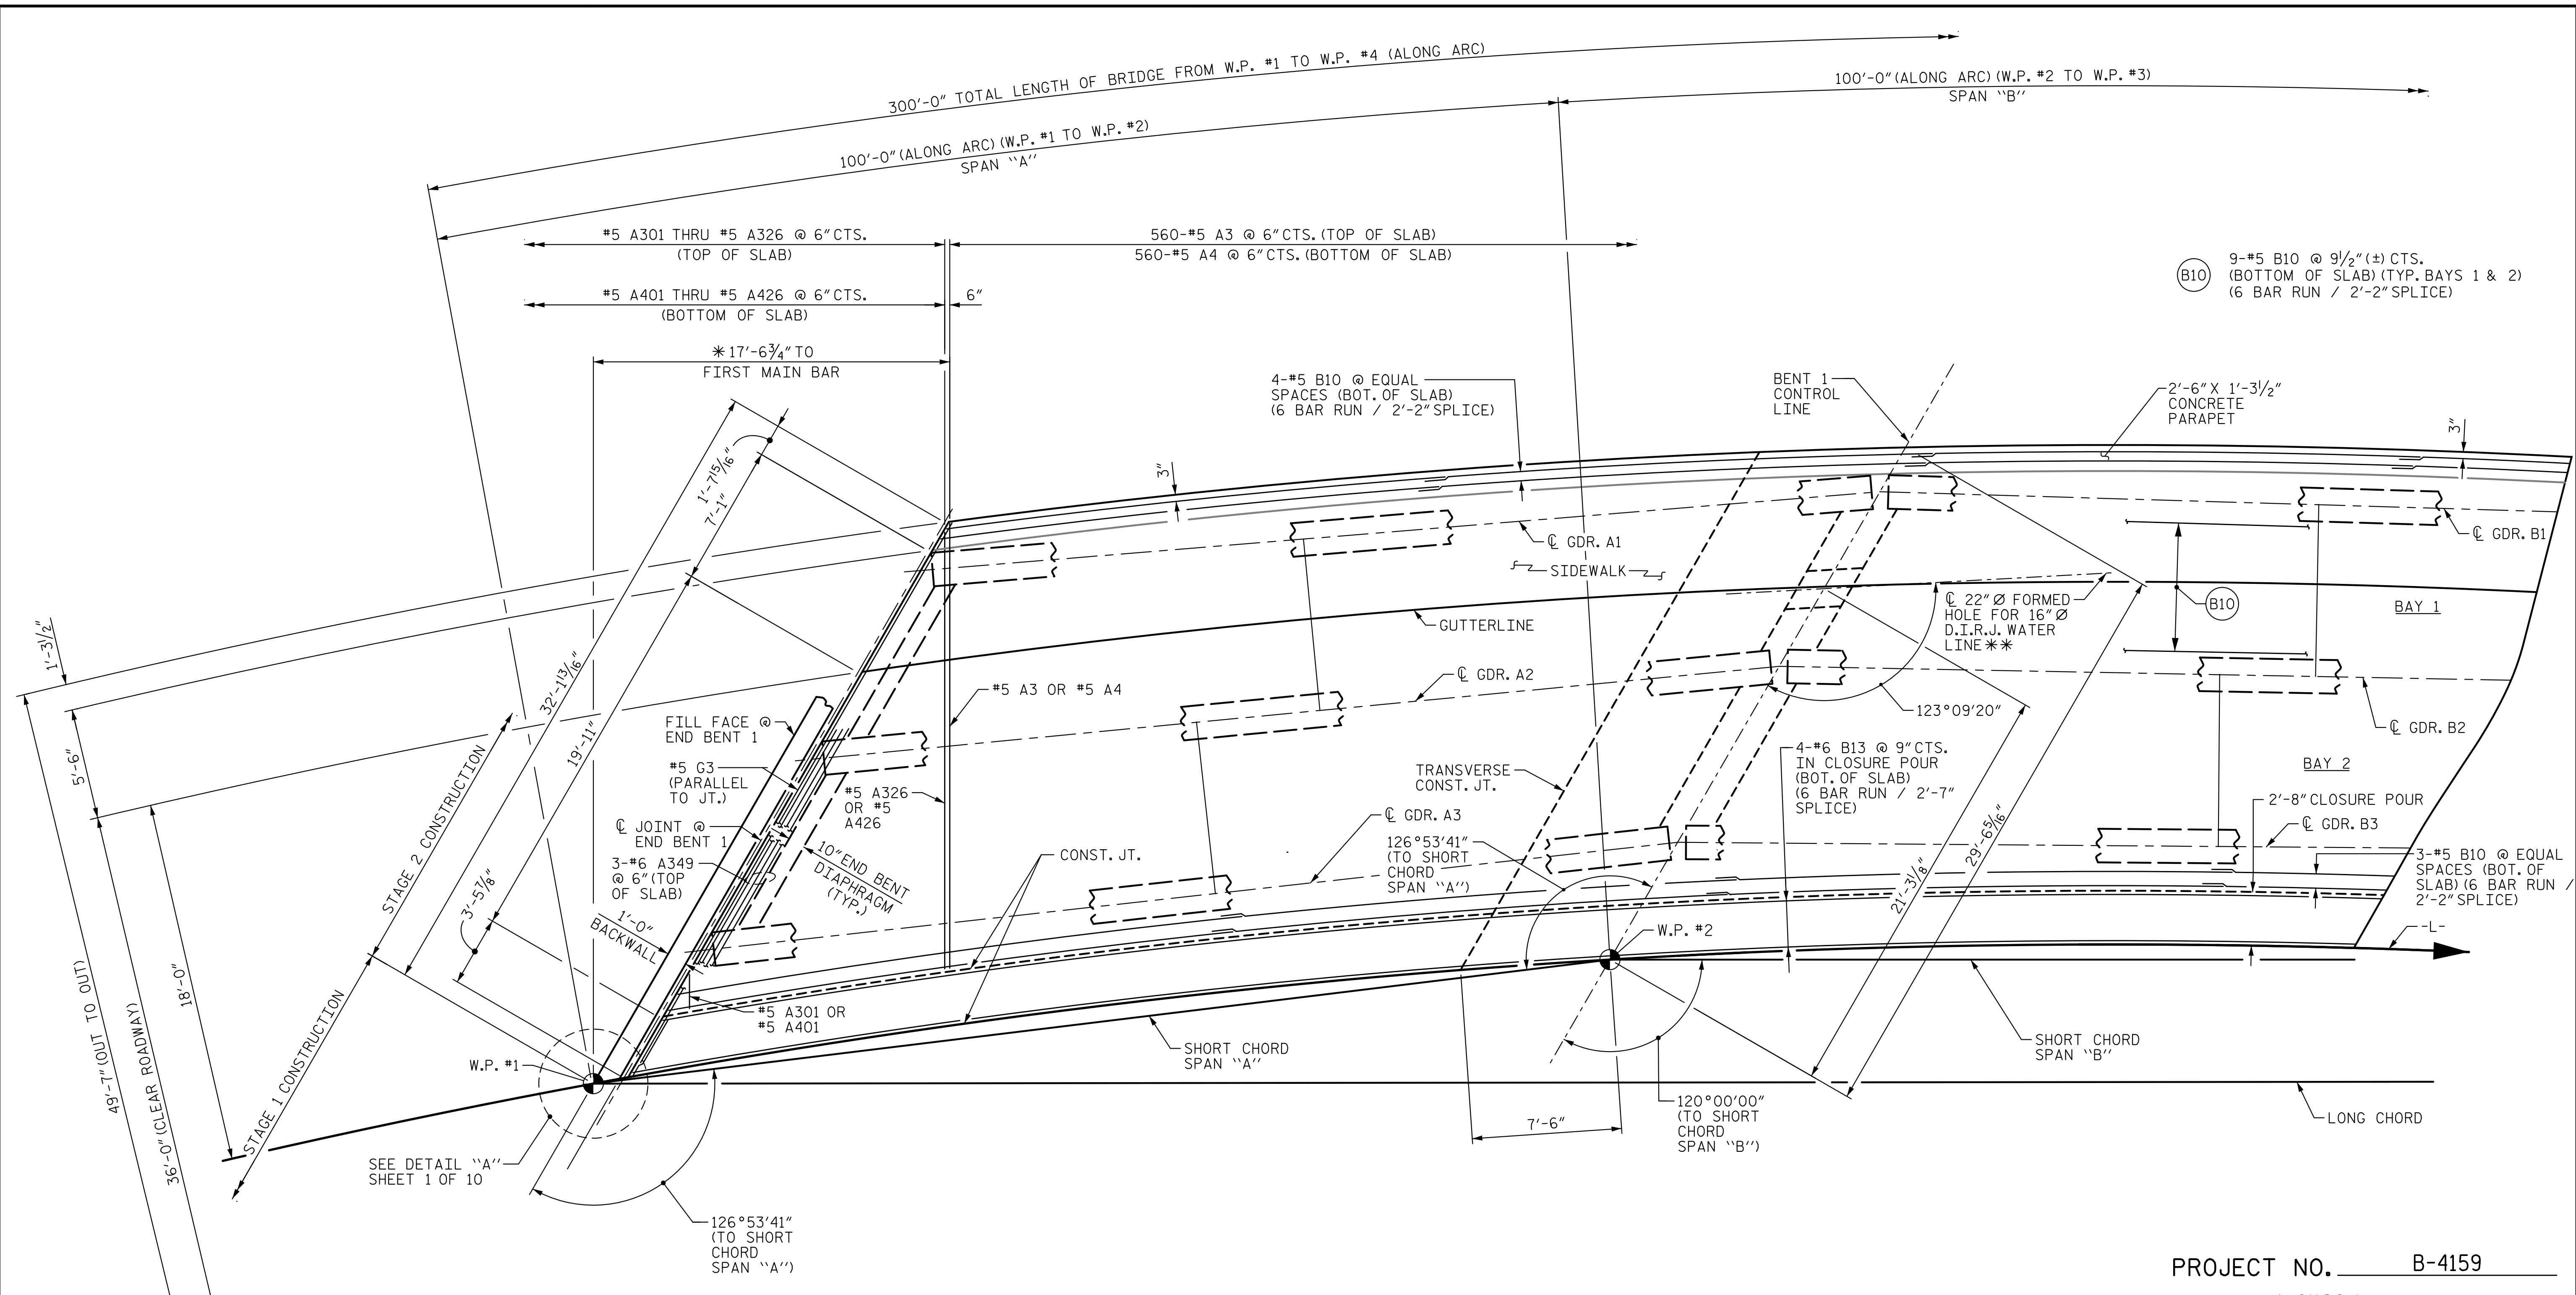 300'-0" TOTAL LENGTH OF BRIDGE FROM W.P. #1 TO W.P. #4 (ALONG ARC)
100'-0" (ALONG ARC) (W.P. #2 TO W.P. #3)
SPAN ``B''
100'-0" (ALONG ARC) (W.P. #1 TO W.P. #2)
SPAN ``A''
#5 A301 THRU #5 A326 @ 6" CTS.
(TOP OF SLAB)
560-#5 A3 @ 6" CTS. (TOP OF SLAB)
560-#5 A4 @ 6" CTS. (BOTTOM OF SLAB)
#5 A401 THRU #5 A426 @ 6" CTS.
(BOTTOM OF SLAB)
6"
B10
9-#5 B10 @ 9 1/2" (±) CTS.
(BOTTOM OF SLAB) (TYP. BAYS 1 & 2)
(6 BAR RUN / 2'-2" SPLICE)
*17'-6 3/4" TO
FIRST MAIN BAR
4-#5 B10 @ EQUAL
SPACES (BOT. OF SLAB)
(6 BAR RUN / 2'-2" SPLICE)
BENT 1
CONTROL
LINE
2'-6" X 1'-3 1/2"
CONCRETE
PARAPET
3"
3"
1'-7 15/16"
7'-1"
℄ GDR. A1
SIDEWALK
℄ GDR. B1
℄ 22" Ø FORMED
HOLE FOR 16" Ø
D.I.R.J. WATER
LINE**
B10
BAY 1
GUTTERLINE
1'-3 1/2"
32'-1 13/16"
19'-11"
℄ GDR. A2
#5 A3 OR #5 A4
123°09'20"
℄ GDR. B2
FILL FACE @
END BENT 1
5'-6"
STAGE 2 CONSTRUCTION
#5 G3
(PARALLEL
TO JT.)
#5 A326
OR #5
A426
TRANSVERSE
CONST. JT.
4-#6 B13 @ 9" CTS.
IN CLOSURE POUR
(BOT. OF SLAB)
(6 BAR RUN / 2'-7"
SPLICE)
BAY 2
2'-8" CLOSURE POUR
℄ GDR. B3
℄ JOINT @
END BENT 1
℄ GDR. A3
10" END BENT
DIAPHRAGM
(TYP.)
CONST. JT.
126°53'41"
(TO SHORT
CHORD
SPAN ``A'')
29'-6 5/16"
21'-3 1/8"
3-#5 B10 @ EQUAL
SPACES (BOT. OF
SLAB) (6 BAR RUN /
2'-2" SPLICE)
3-#6 A349
@ 6" (TOP
OF SLAB)
3'-5 7/8"
1'-0"
BACKWALL
W.P. #2
-L-
18'-0"
49'-7" (OUT TO OUT)
36'-0" (CLEAR ROADWAY)
STAGE 1 CONSTRUCTION
#5 A301 OR
#5 A401
W.P. #1
SHORT CHORD
SPAN ``A''
SHORT CHORD
SPAN ``B''
SEE DETAIL ``A''
SHEET 1 OF 10
7'-6"
120°00'00"
(TO SHORT
CHORD
SPAN ``B'')
LONG CHORD
126°53'41"
(TO SHORT
CHORD
SPAN ``A'')
PROJECT NO. B-4159